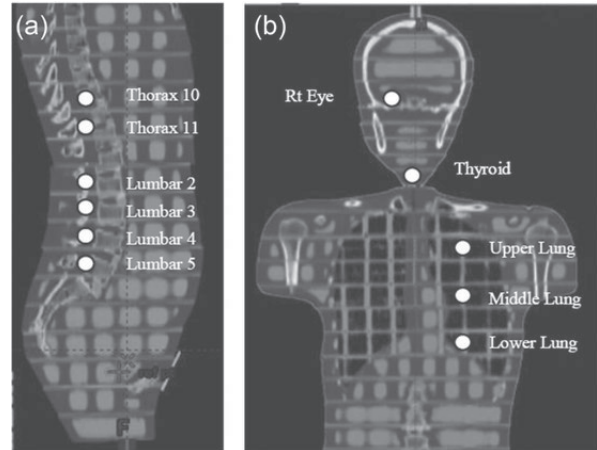 (a)
Thorax 10
Thorax 11
Lumbar 2
Lumbar 3
Lumbar 4
Lumbar 5
F
(b)
Rt Eye
Thyroid
Upper Lung
Middle Lung
Lower Lung